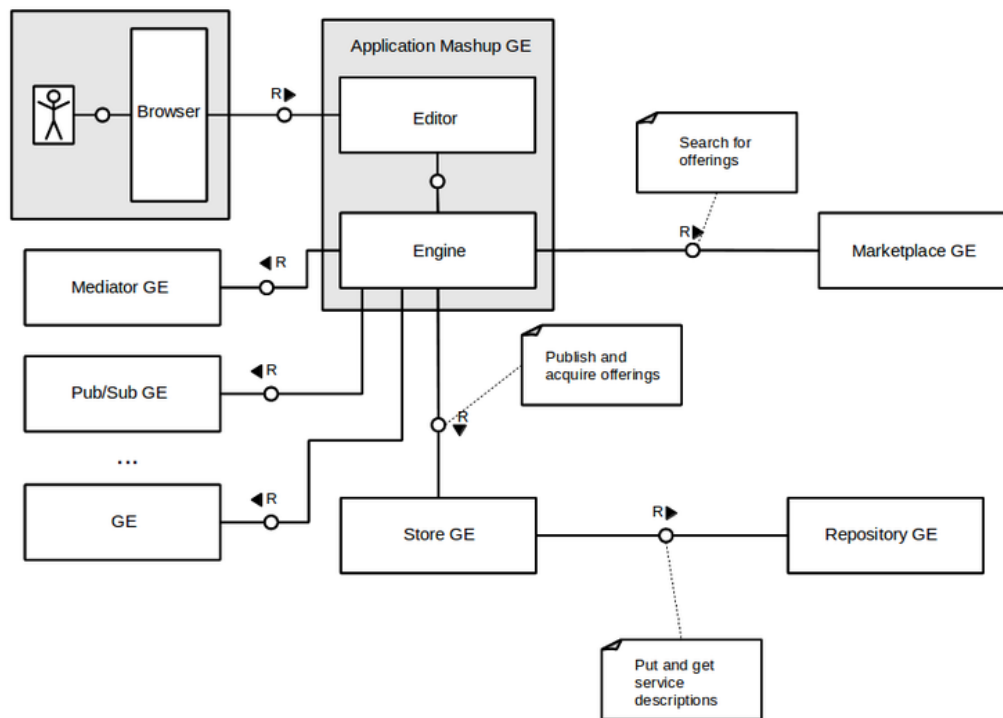 Application Mashup GE
Browser
R
Editor
Search for
offerings
R
Engine
Marketplace GE
R
Mediator GE
Publish and
acquire offerings
R
Pub/Sub GE
R
...
R
GE
Store GE
R
Repository GE
Put and get
service
descriptions